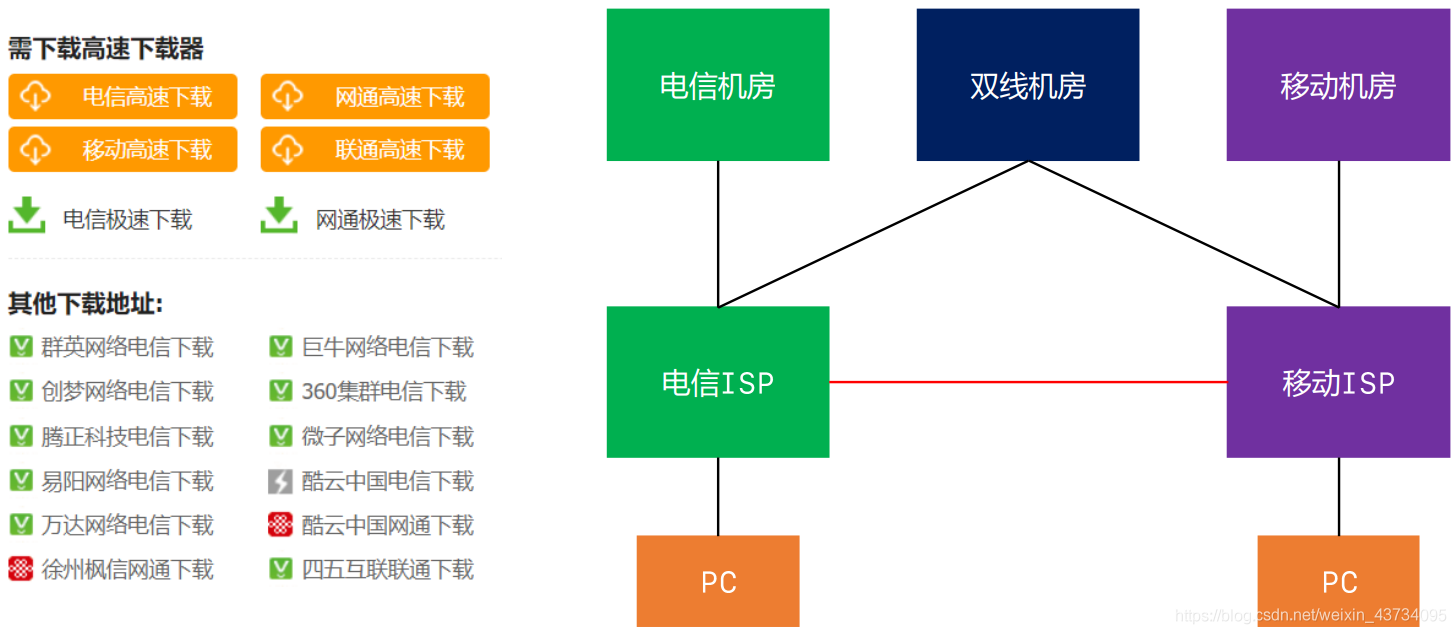 需下载高速下载器
电信高速下载
网通高速下载
移动高速下载
联通高速下载
电信极速下载
网通极速下载
其他下载地址:
群英网络电信下载
巨牛网络电信下载
创梦网络电信下载
360集群电信下载
腾正科技电信下载
微子网络电信下载
易阳网络电信下载
酷云中国电信下载
万达网络电信下载
酷云中国网通下载
徐州枫信网通下载
四五互联联通下载
电信机房
双线机房
移动机房
电信ISP
移动ISP
PC
PC
https://blog.csdn.net/weixin_43734095